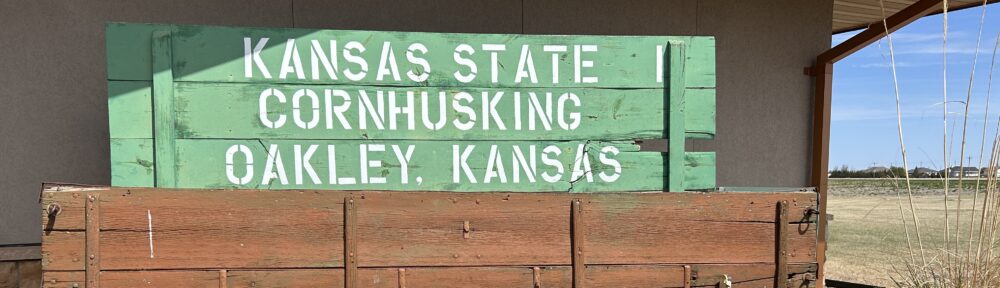 KANSAS STATE
CORNHUSKING
OAKLEY, KANSAS